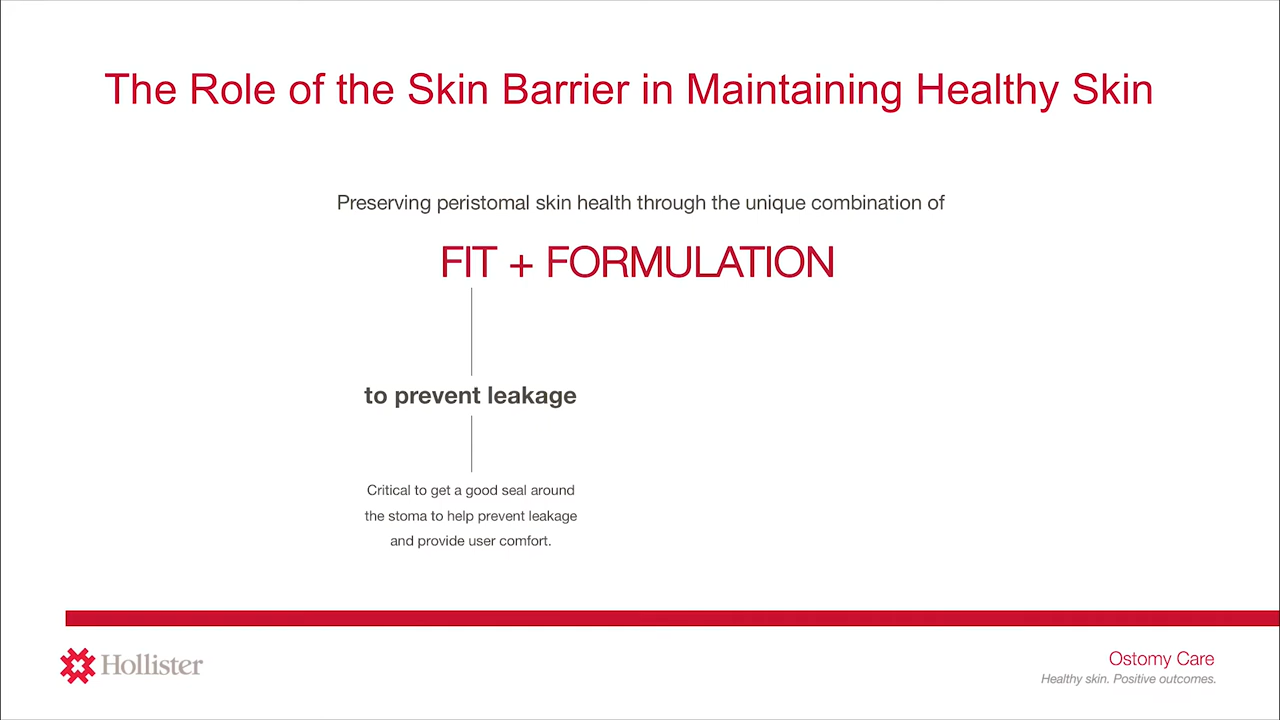 The Role of the Skin Barrier in Maintaining Healthy Skin
Preserving peristomal skin health through the unique combination of
FIT + FORMULATION
to prevent leakage
Critical to get a good seal around
the stoma to help prevent leakage
and provide user comfort.
Hollister
Ostomy Care
Healthy skin. Positive outcomes.